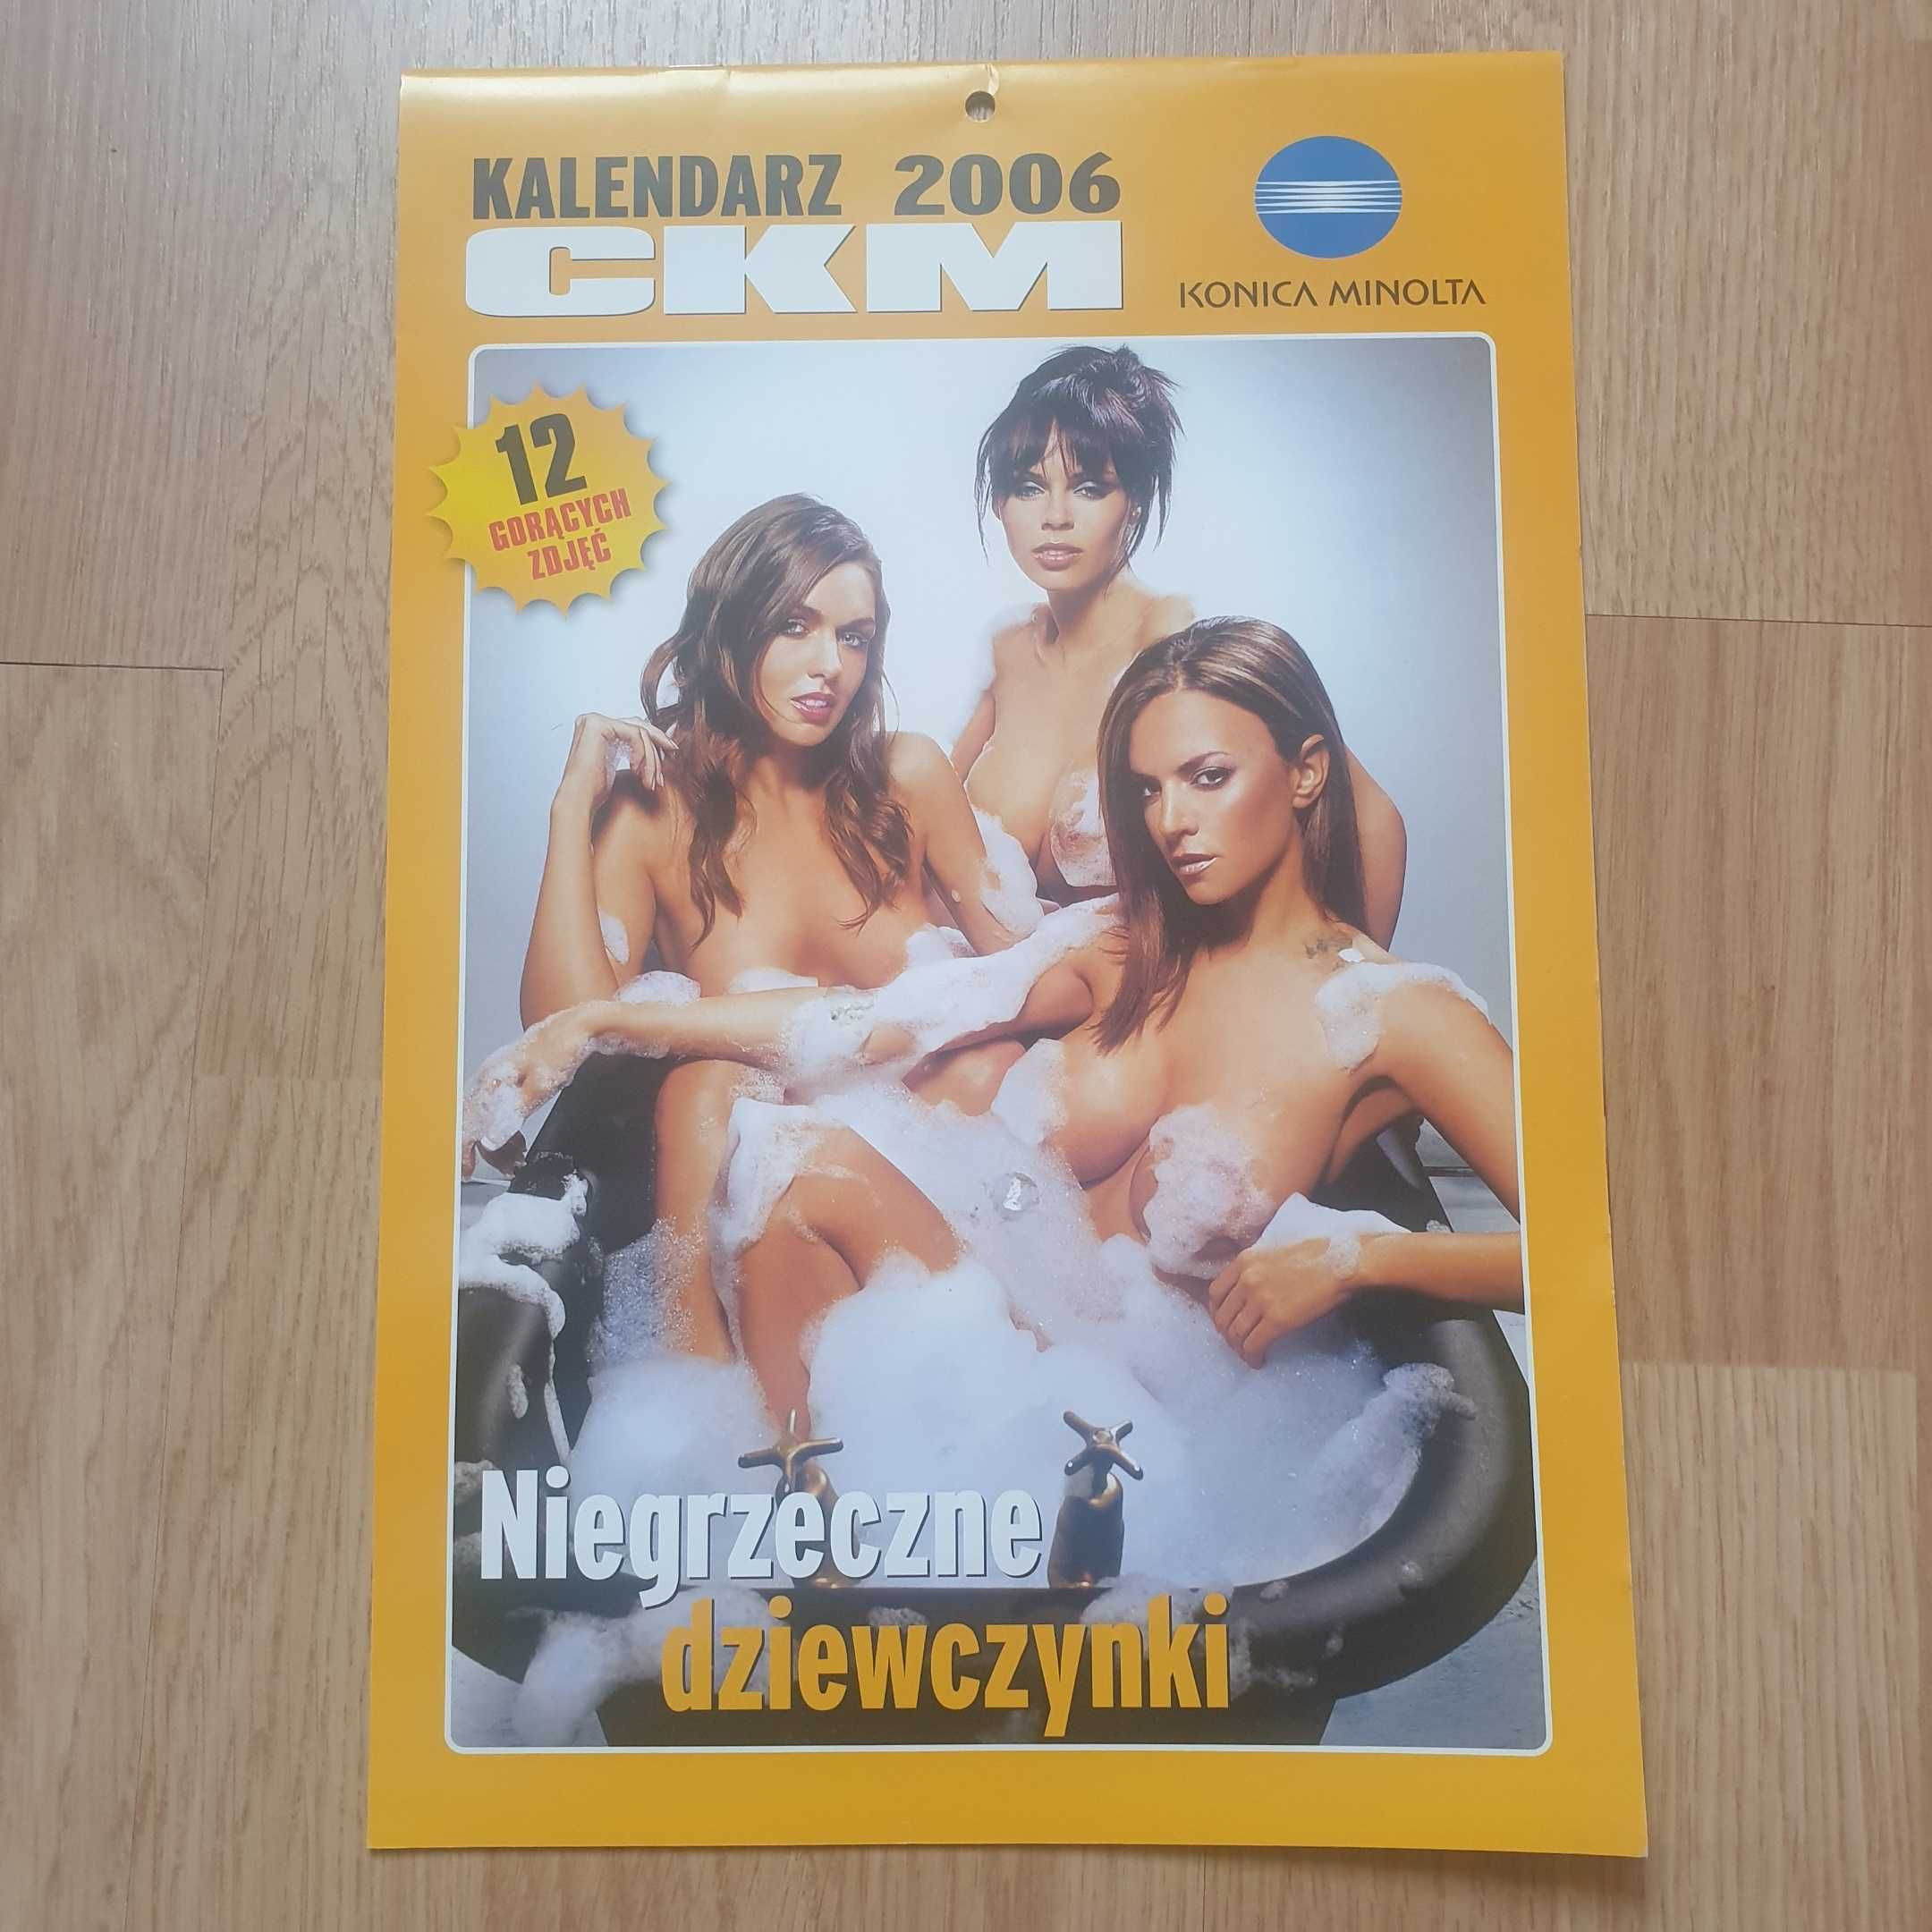 KALENDARZ 2006
CKM
KONICA MINOLTA
12
GORĄCYCH
ZDJĘĆ
Niegrzeczne
dziewczynki